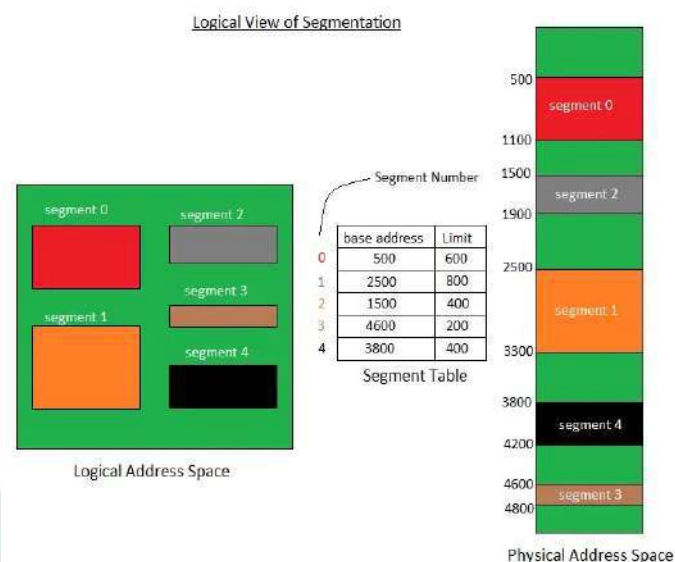 Logical View of Segmentation
segment 0
segment 2
segment 3
segment 1
segment 4
Logical Address Space
Segment Number
base address Limit
0 500 600
1 2500 800
2 1500 400
3 4600 200
4 3800 400
Segment Table
500
segment 0
1100
1500
segment 2
1900
2500
segment 1
3300
3800
segment 4
4200
4600
segment 3
4800
Physical Address Space